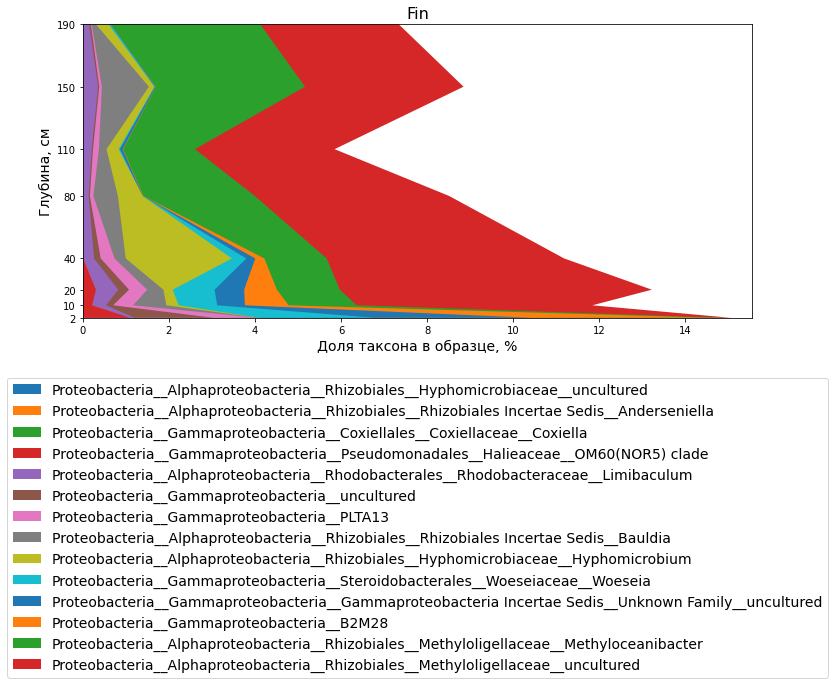 Fin
190
150
110
80
40
20
10
2
Глубина, см
0 2 4 6 8 10 12 14
Доля таксона в образце, %
Proteobacteria__Alphaproteobacteria__Rhizobiales__Hyphomicrobiaceae__uncultured
Proteobacteria__Alphaproteobacteria__Rhizobiales__Rhizobiales Incertae Sedis__Anderseniella
Proteobacteria__Gammaproteobacteria__Coxiellales__Coxiellaceae__Coxiella
Proteobacteria__Gammaproteobacteria__Pseudomonadales__Halieaceae__OM60(NOR5) clade
Proteobacteria__Alphaproteobacteria__Rhodobacterales__Rhodobacteraceae__Limibaculum
Proteobacteria__Gammaproteobacteria__uncultured
Proteobacteria__Gammaproteobacteria__PLTA13
Proteobacteria__Alphaproteobacteria__Rhizobiales__Rhizobiales Incertae Sedis__Bauldia
Proteobacteria__Alphaproteobacteria__Rhizobiales__Hyphomicrobiaceae__Hyphomicrobium
Proteobacteria__Gammaproteobacteria__Steroidobacterales__Woeseiaceae__Woeseia
Proteobacteria__Gammaproteobacteria__Gammaproteobacteria Incertae Sedis__Unknown Family__uncultured
Proteobacteria__Gammaproteobacteria__B2M28
Proteobacteria__Alphaproteobacteria__Rhizobiales__Methyloligellaceae__Methyloceanibacter
Proteobacteria__Alphaproteobacteria__Rhizobiales__Methyloligellaceae__uncultured